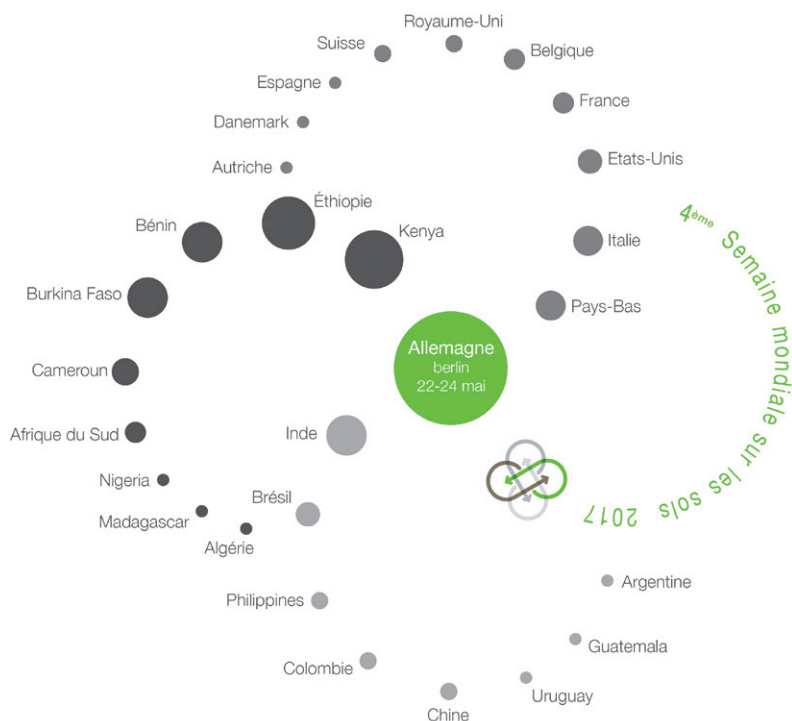 Royaume-Uni
Suisse
Belgique
Espagne
France
Danemark
Etats-Unis
Autriche
Éthiopie
Bénin
Kenya
Italie
4ème Semaine mondiale sur les sols 2017
Burkina Faso
Pays-Bas
Allemagne
berlin
22-24 mai
Cameroun
Afrique du Sud
Inde
Nigeria
Brésil
Madagascar
Algérie
Argentine
Philippines
Guatemala
Colombie
Uruguay
Chine